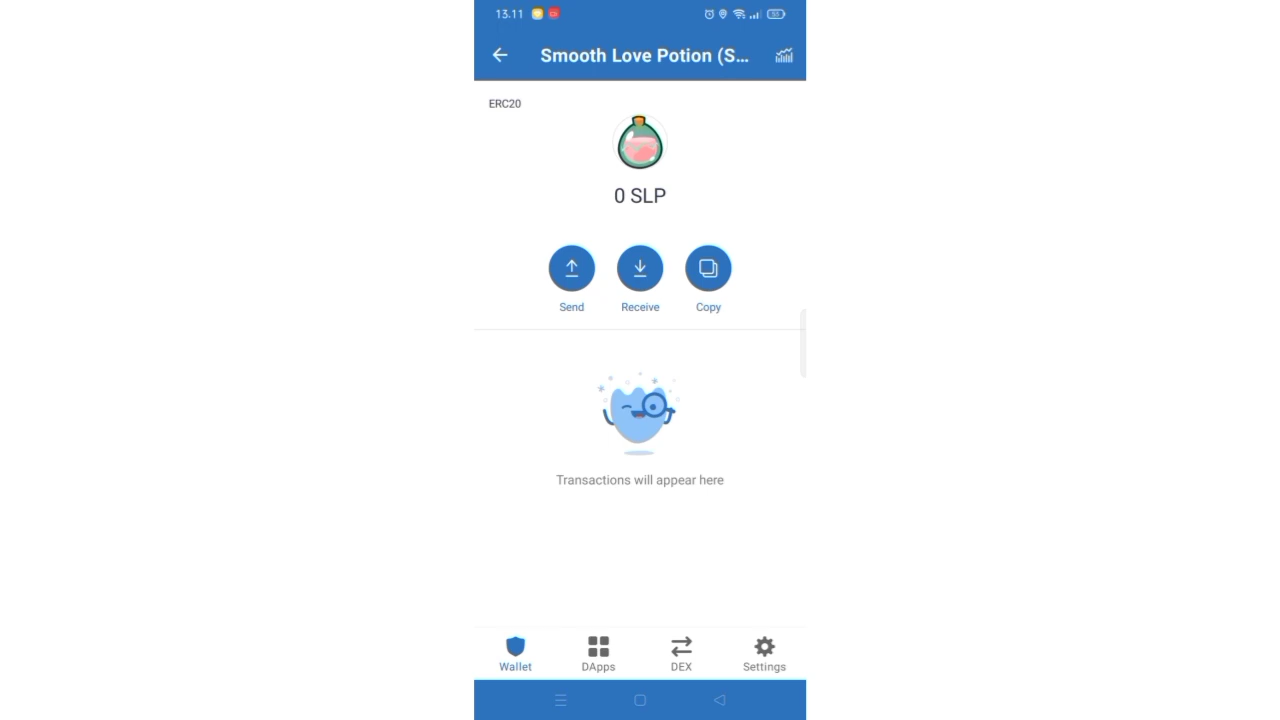 13.11
55
Smooth Love Potion (S...
ERC20
0 SLP
Send Receive Copy
Transactions will appear here
Wallet DApps DEX Settings